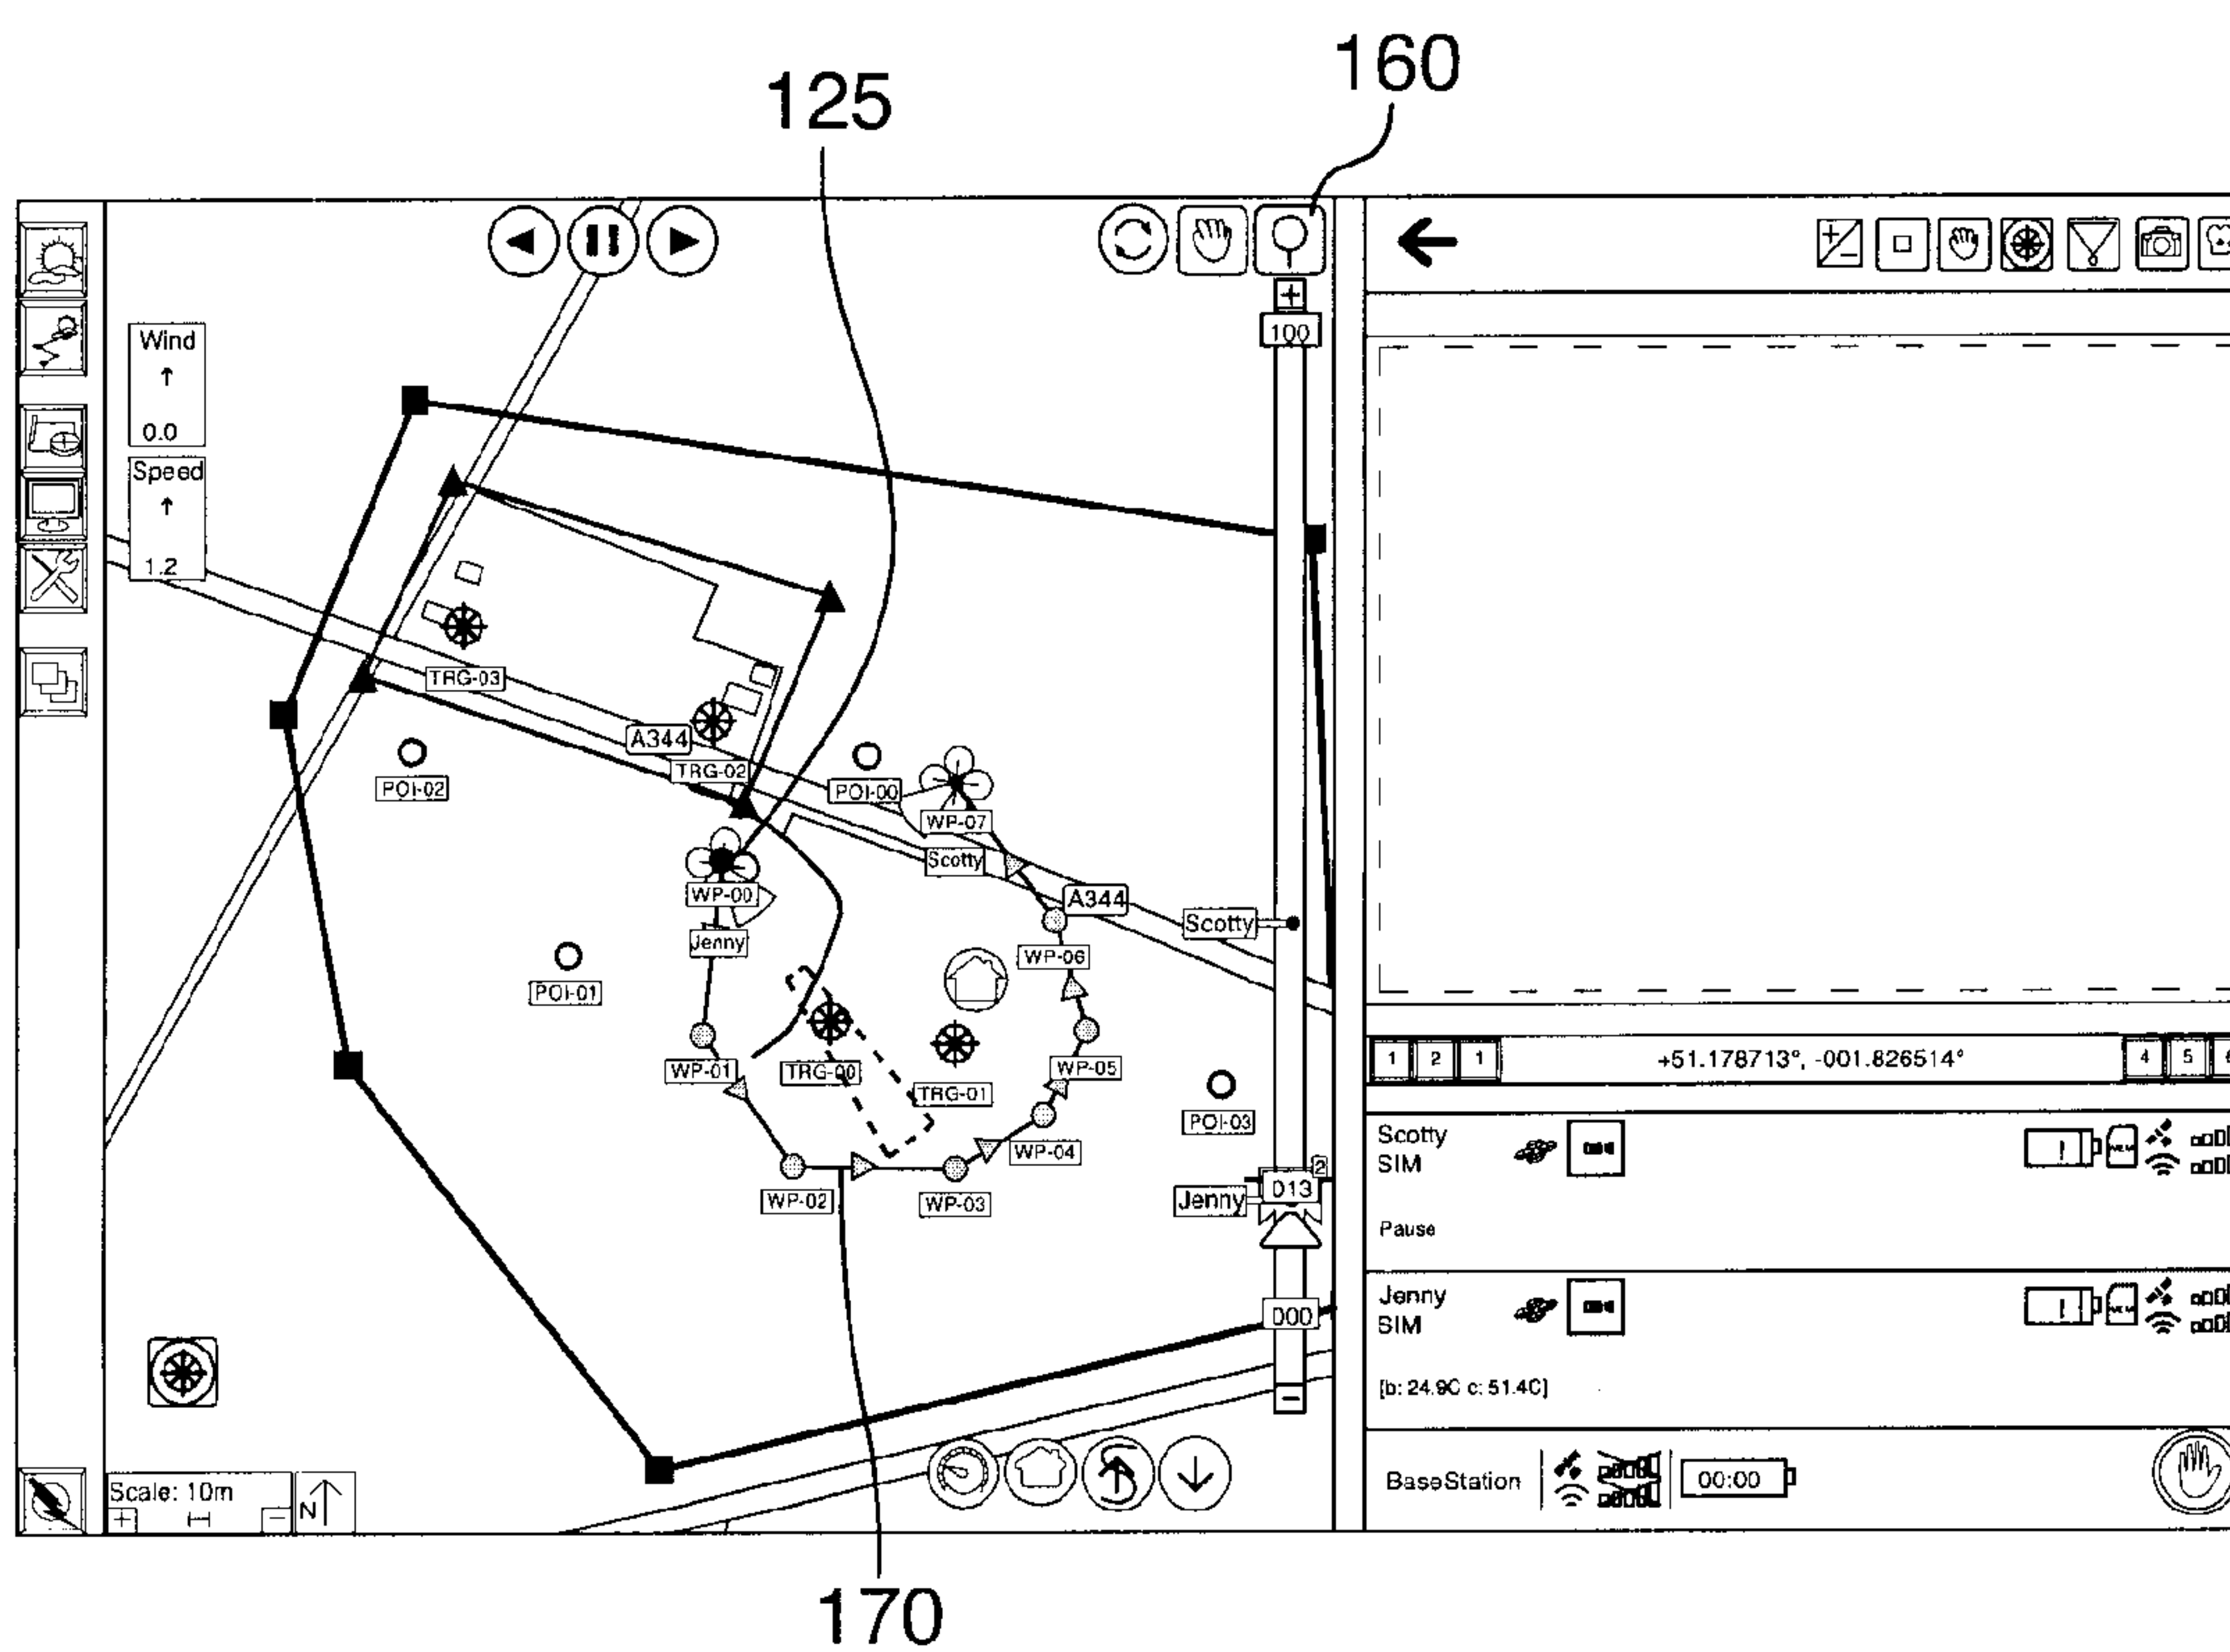 125
160
Wind
0.0
Speed
1.2
100
TRG-03
A344
TRG-02
POI-02
POI-00
WP-07
Scotty
WP-00
A344
Scotty
Jenny
WP-06
POI-01
WP-01
TRG-00
WP-05
TRG-01
POI-03
WP-04
WP-02
WP-03
2
013
Jenny
000
Scale: 10m
N
1 2 1
+51.178713°, -001.826514°
4 5
Scotty
SIM
Pause
Jenny
SIM
[b: 24.9C c: 51.4C]
BaseStation
00:00
170